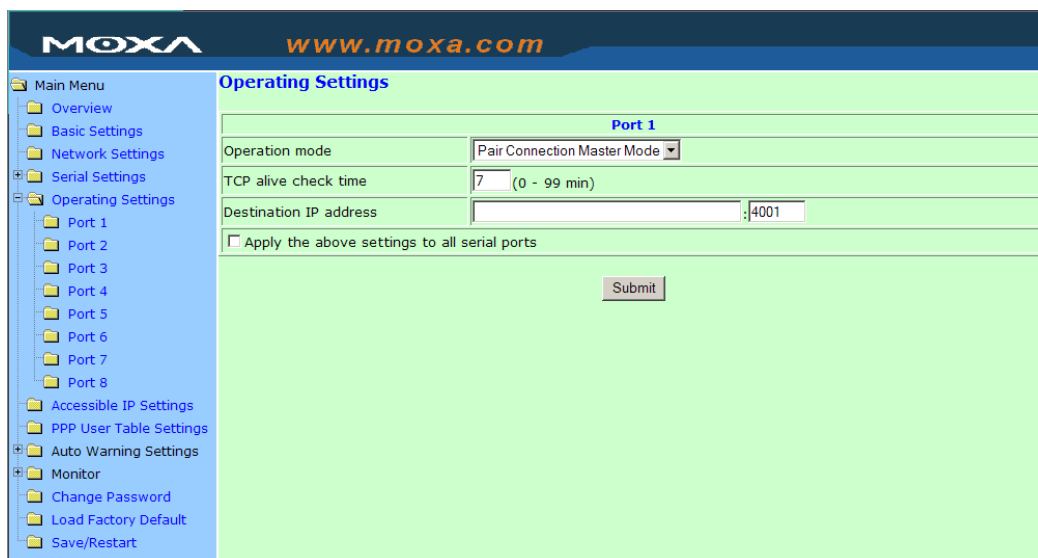 MOXA www.moxa.com
Main Menu
Overview
Basic Settings
Network Settings
Serial Settings
Operating Settings
Port 1
Port 2
Port 3
Port 4
Port 5
Port 6
Port 7
Port 8
Accessible IP Settings
PPP User Table Settings
Auto Warning Settings
Monitor
Change Password
Load Factory Default
Save/Restart
Operating Settings
Port 1
Operation mode Pair Connection Master Mode
TCP alive check time 7 (0 - 99 min)
Destination IP address :4001
Apply the above settings to all serial ports
Submit